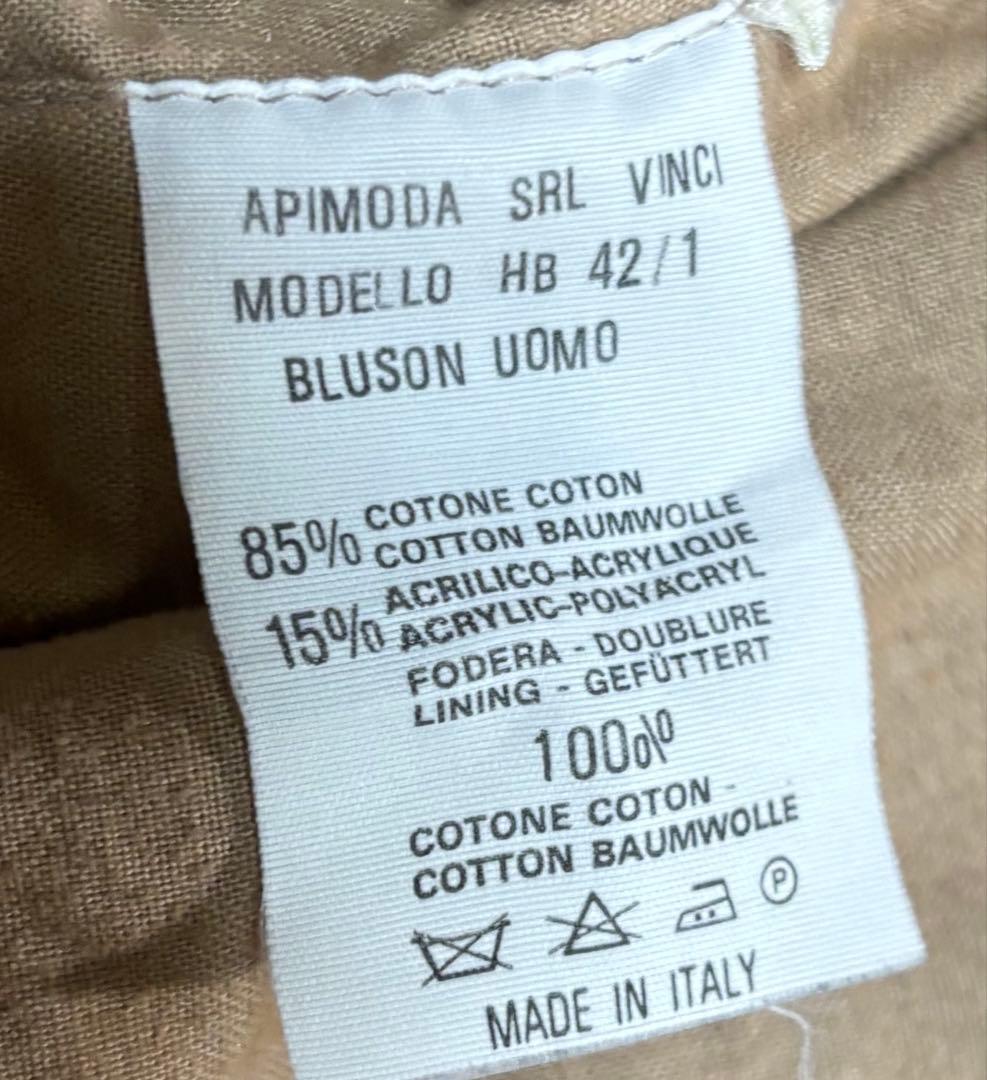 APIMODA SRL VINCI
MODELLO HB 42/1
BLUSON UOMO
85% COTONE COTON
COTTON BAUMWOLLE
15% ACRILICO-ACRYLIQUE
ACRYLIC-POLYACRYL
FODERA - DOUBLURE
LINING - GEFÜTTERT
100%
COTONE COTON -
COTTON BAUMWOLLE
P
MADE IN ITALY